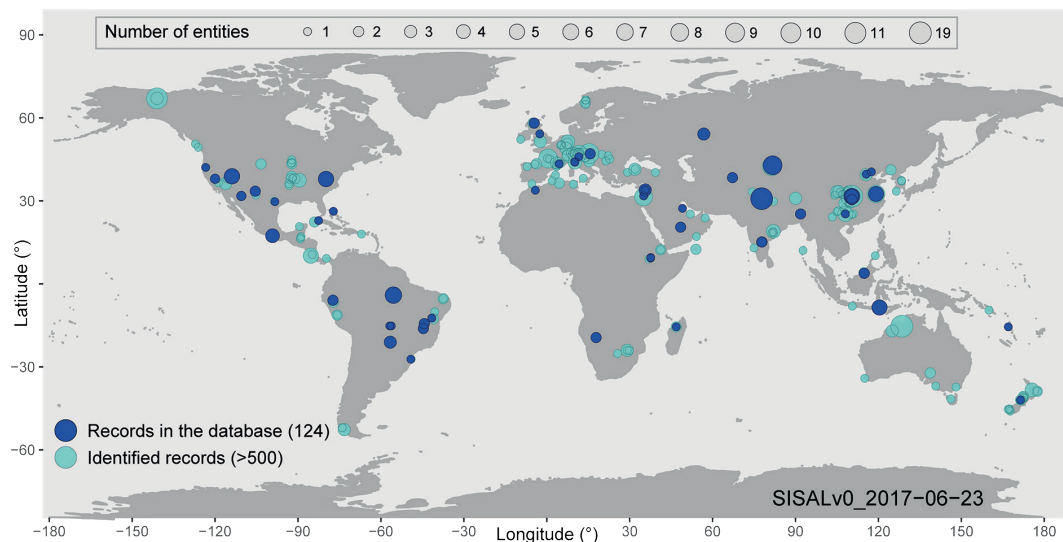 Number of entities 1 2 3 4 5 6 7 8 9 10 11 19
90
60
30
−30
−60
Latitude (°)
Records in the database (124)
Identified records (>500)
SISALv0_2017-06-23
−180 −150 −120 −90 −60 −30 30 60 90 120 150 180
Longitude (°)